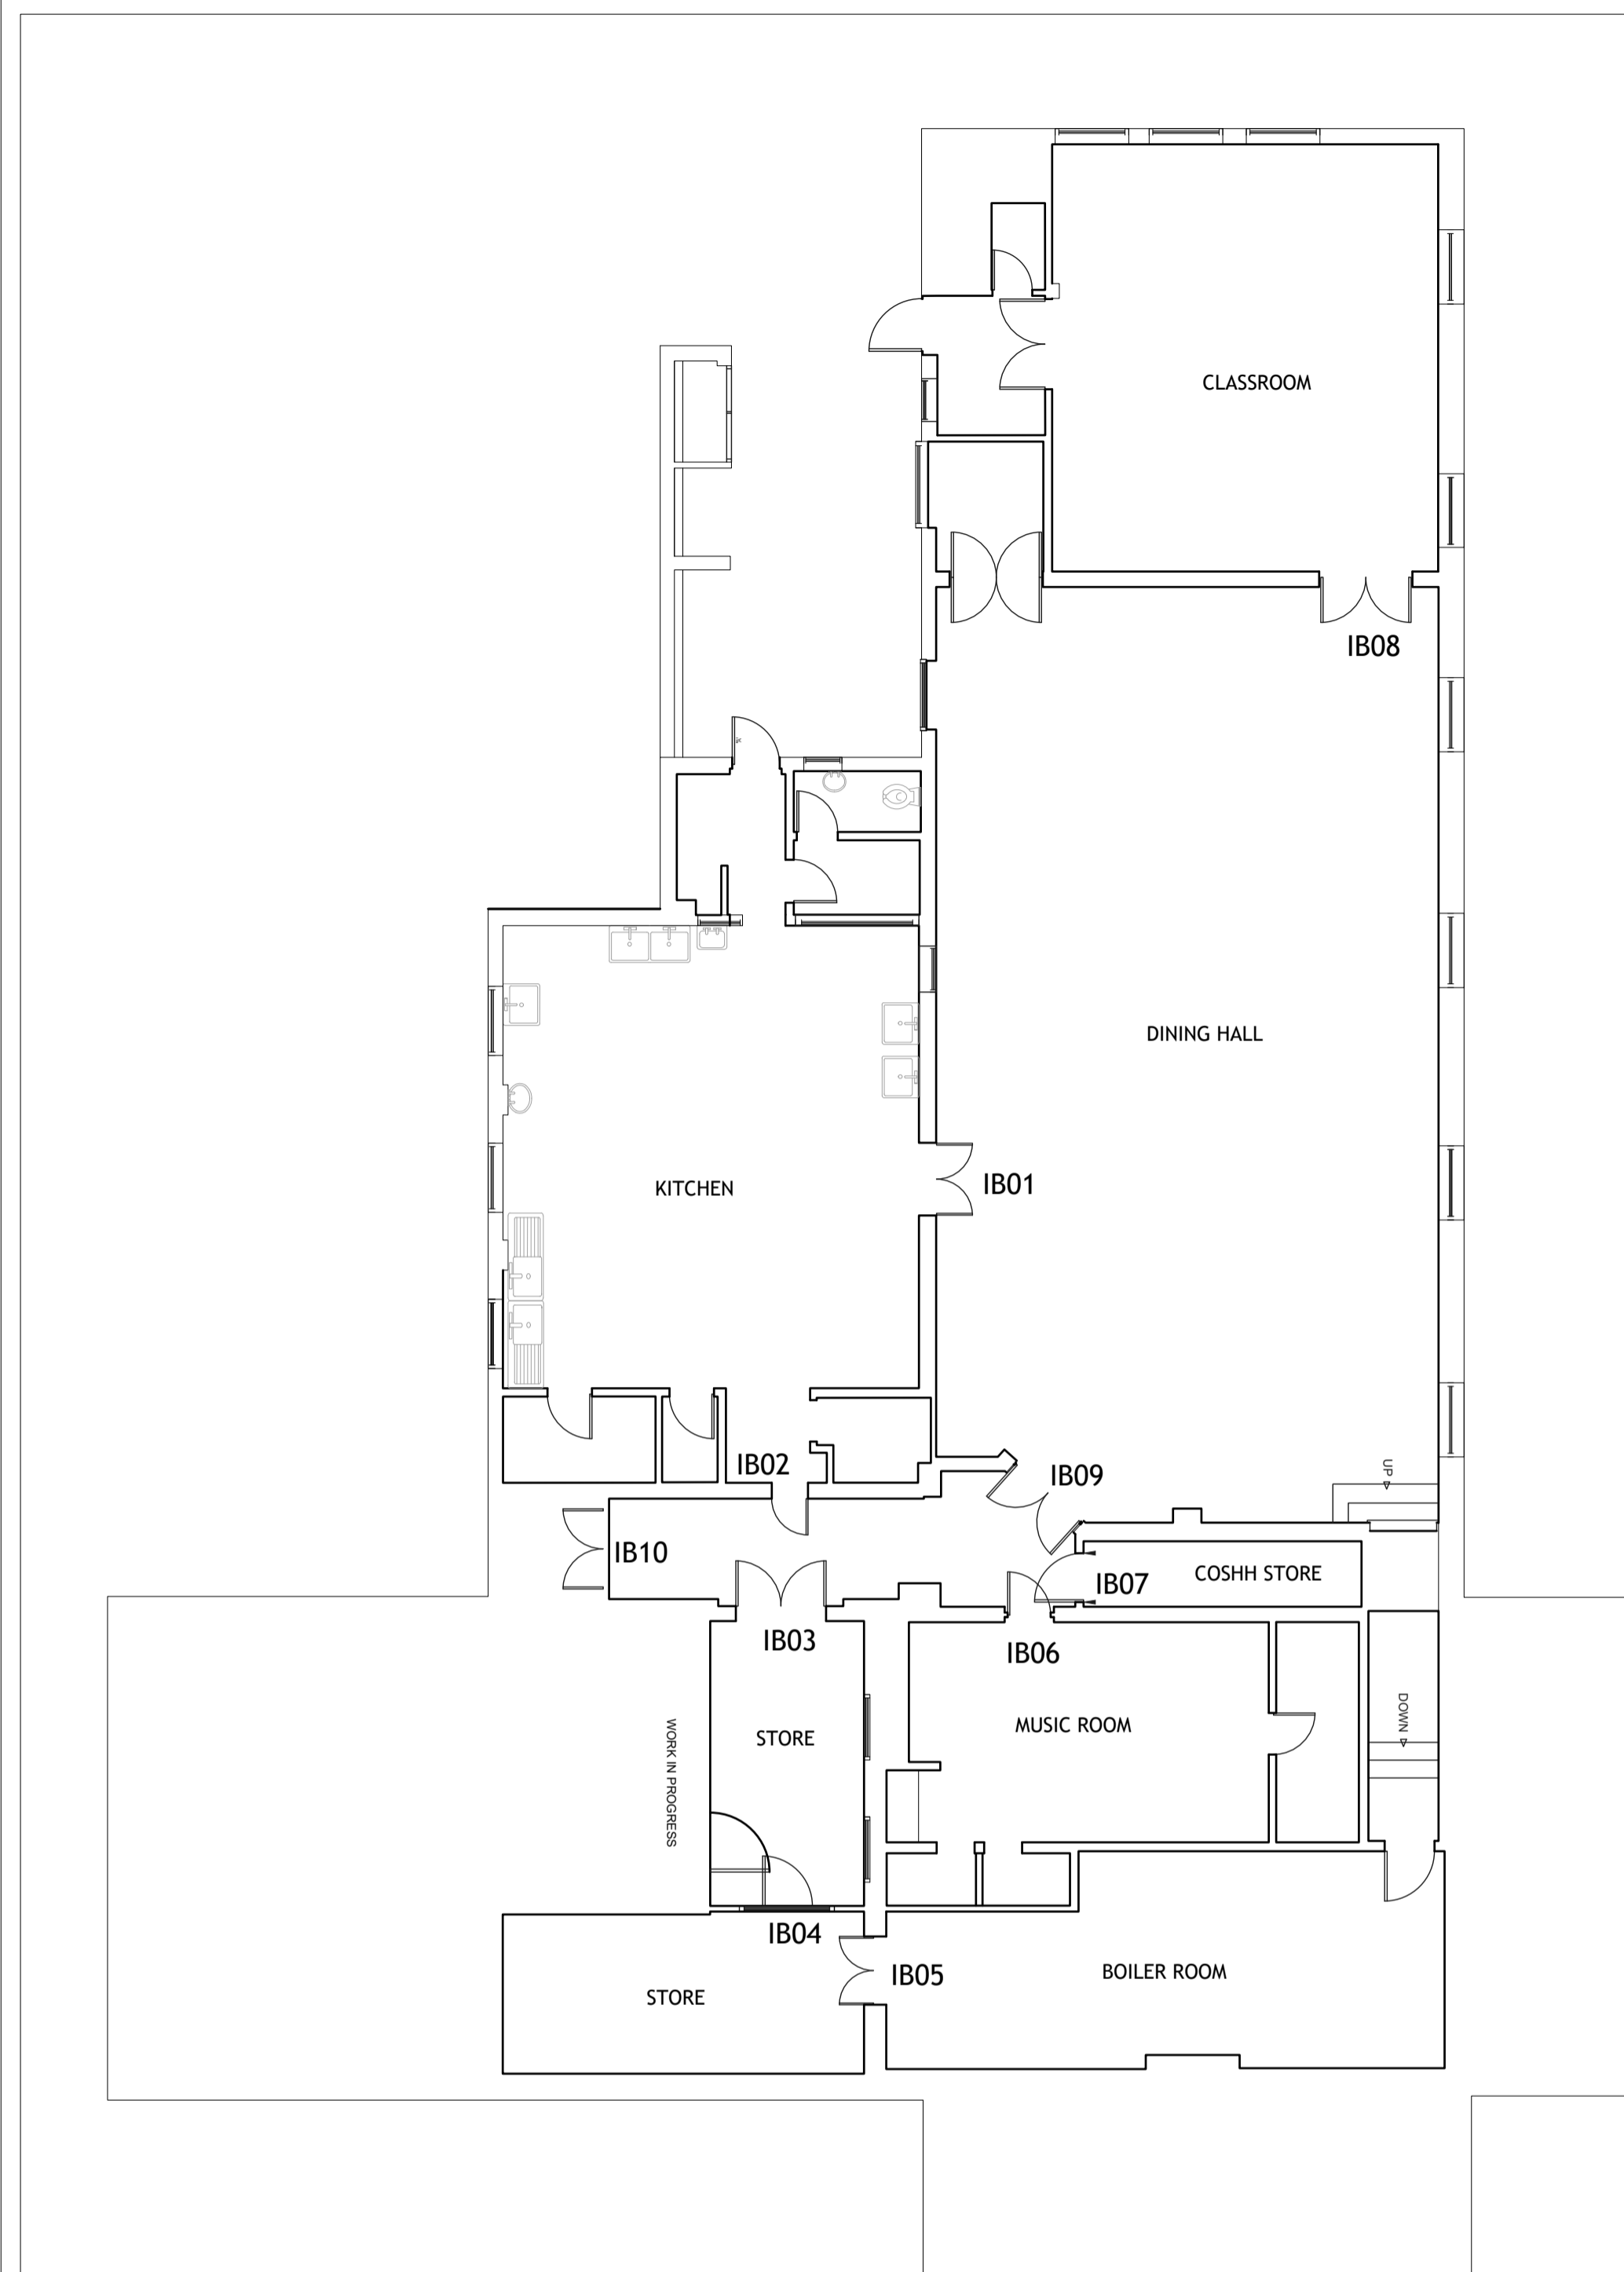 CLASSROOM
IB08
DINING HALL
IB01
KITCHEN
IB02
IB09
UP
IB10
IB07
COSHH STORE
IB03
IB06
DOWN
MUSIC ROOM
STORE
WORK IN PROGRESS
IB04
IB05
BOILER ROOM
STORE